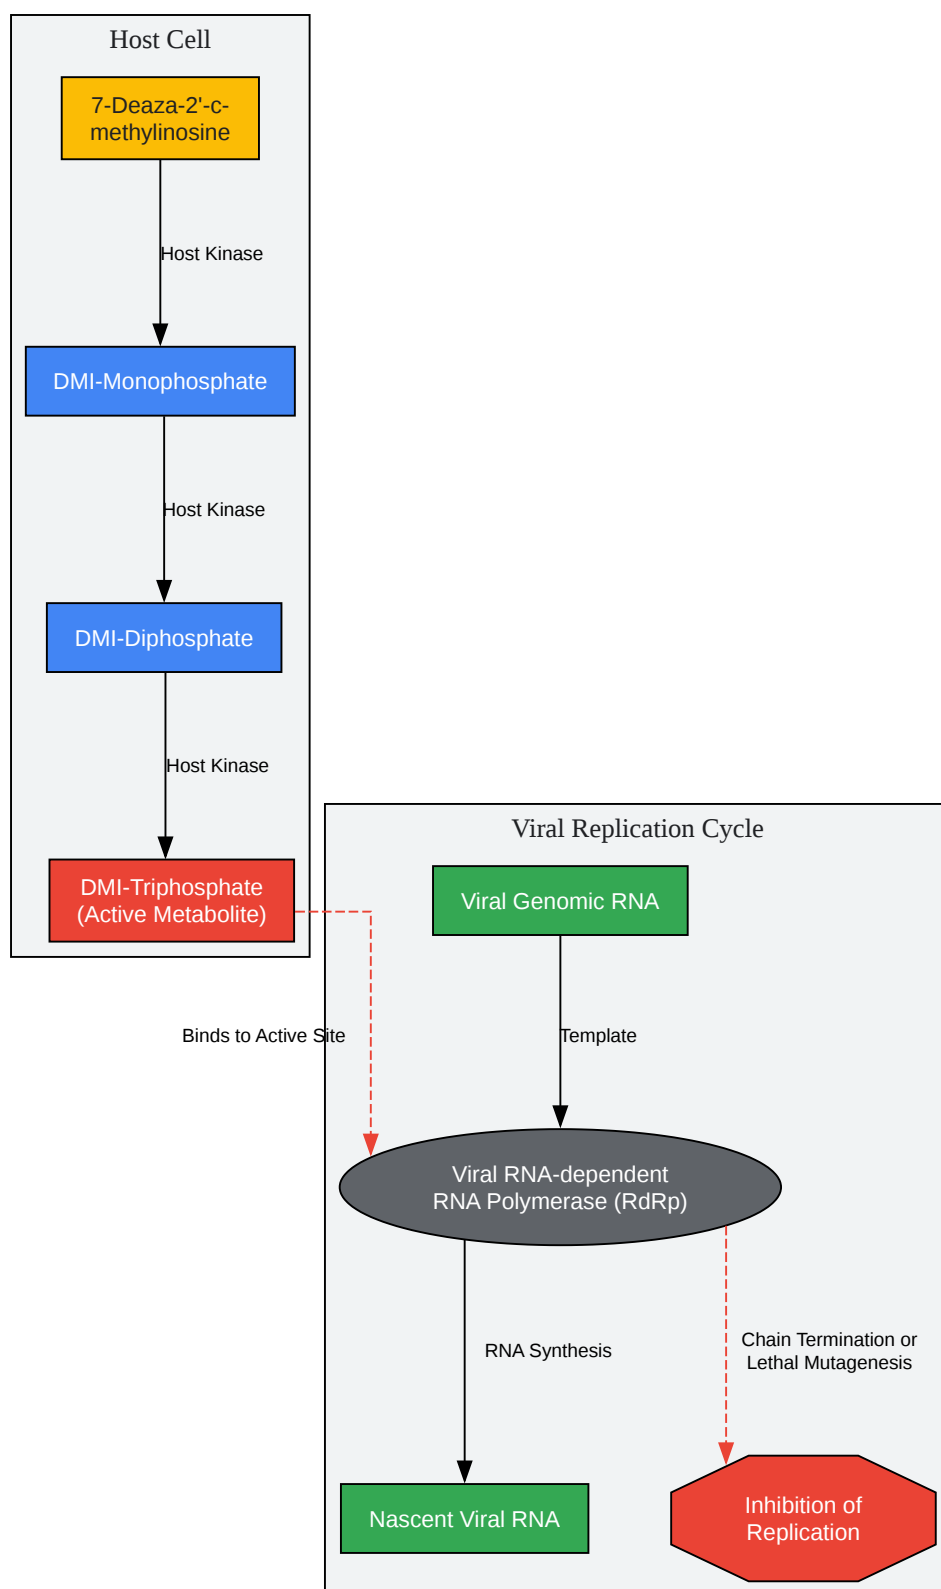 Host Cell
7-Deaza-2'-c-
methylinosine
Host Kinase
DMI-Monophosphate
Host Kinase
DMI-Diphosphate
Host Kinase
DMI-Triphosphate
(Active Metabolite)
Viral Replication Cycle
Viral Genomic RNA
Binds to Active Site
Template
Viral RNA-dependent
RNA Polymerase (RdRp)
RNA Synthesis
Chain Termination or
Lethal Mutagenesis
Nascent Viral RNA
Inhibition of
Replication